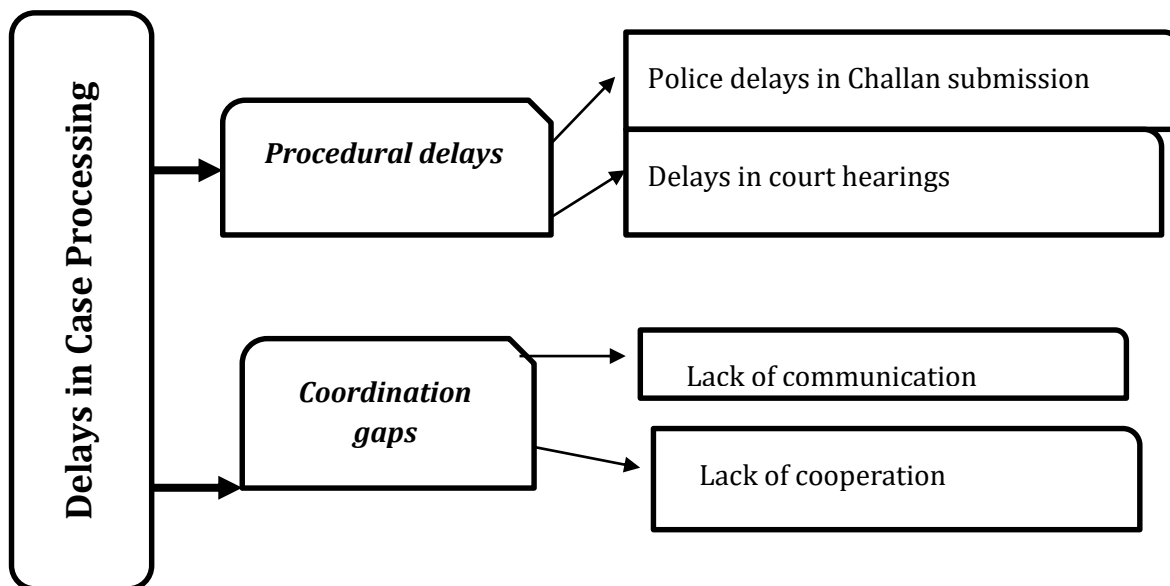 Delays in Case Processing
Procedural delays
Police delays in Challan submission
Delays in court hearings
Coordination
gaps
Lack of communication
Lack of cooperation